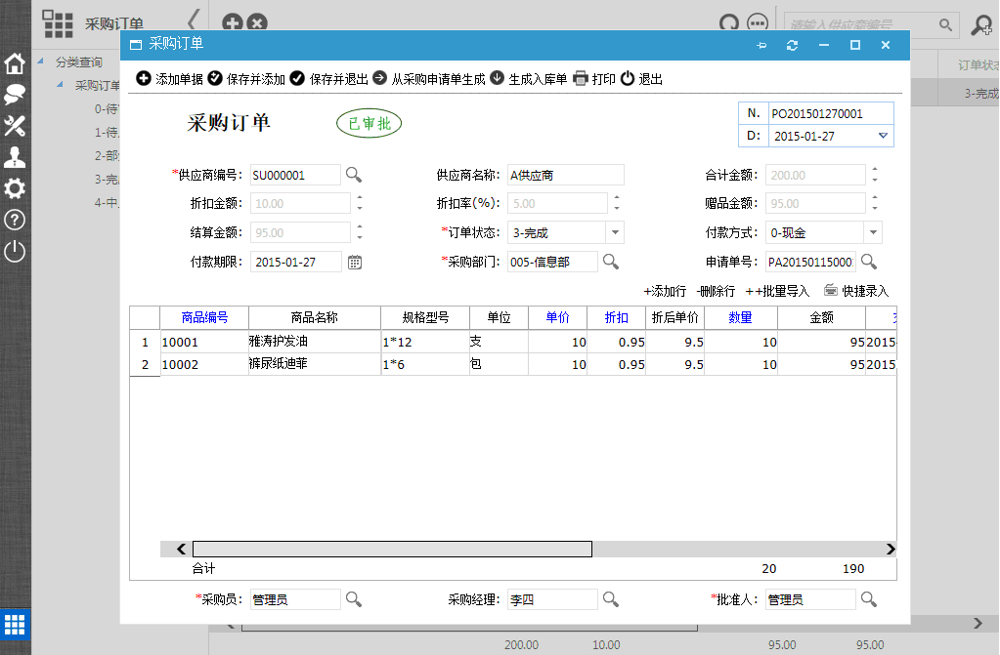 采购订单
请输入供应商编号
采购订单
分类查询
订单状态
采购订单
添加单据 保存并添加 保存并退出 从采购申请单生成 生成入库单 打印 退出
3-完成
0-待
1-待
2-部
3-完
4-中
采购订单 已审批
N. PO201501270001
D: 2015-01-27
*供应商编号: SU000001 供应商名称: A供应商 合计金额: 200.00
折扣金额: 10.00 折扣率(%): 5.00 赠品金额: 95.00
结算金额: 95.00 *订单状态: 3-完成 付款方式: 0-现金
付款期限: 2015-01-27 *采购部门: 005-信息部 申请单号: PA201501150001
+添加行 -删除行 ++批量导入 快捷录入
商品编号 商品名称 规格型号 单位 单价 折扣 折后单价 数量 金额
1 10001 雅涛护发油 1*12 支 10 0.95 9.5 10 95 2015-
2 10002 裤尿纸迪菲 1*6 包 10 0.95 9.5 10 95 2015
合计 20 190
*采购员: 管理员 采购经理: 李四 *批准人: 管理员
200.00 10.00 95.00 95.00